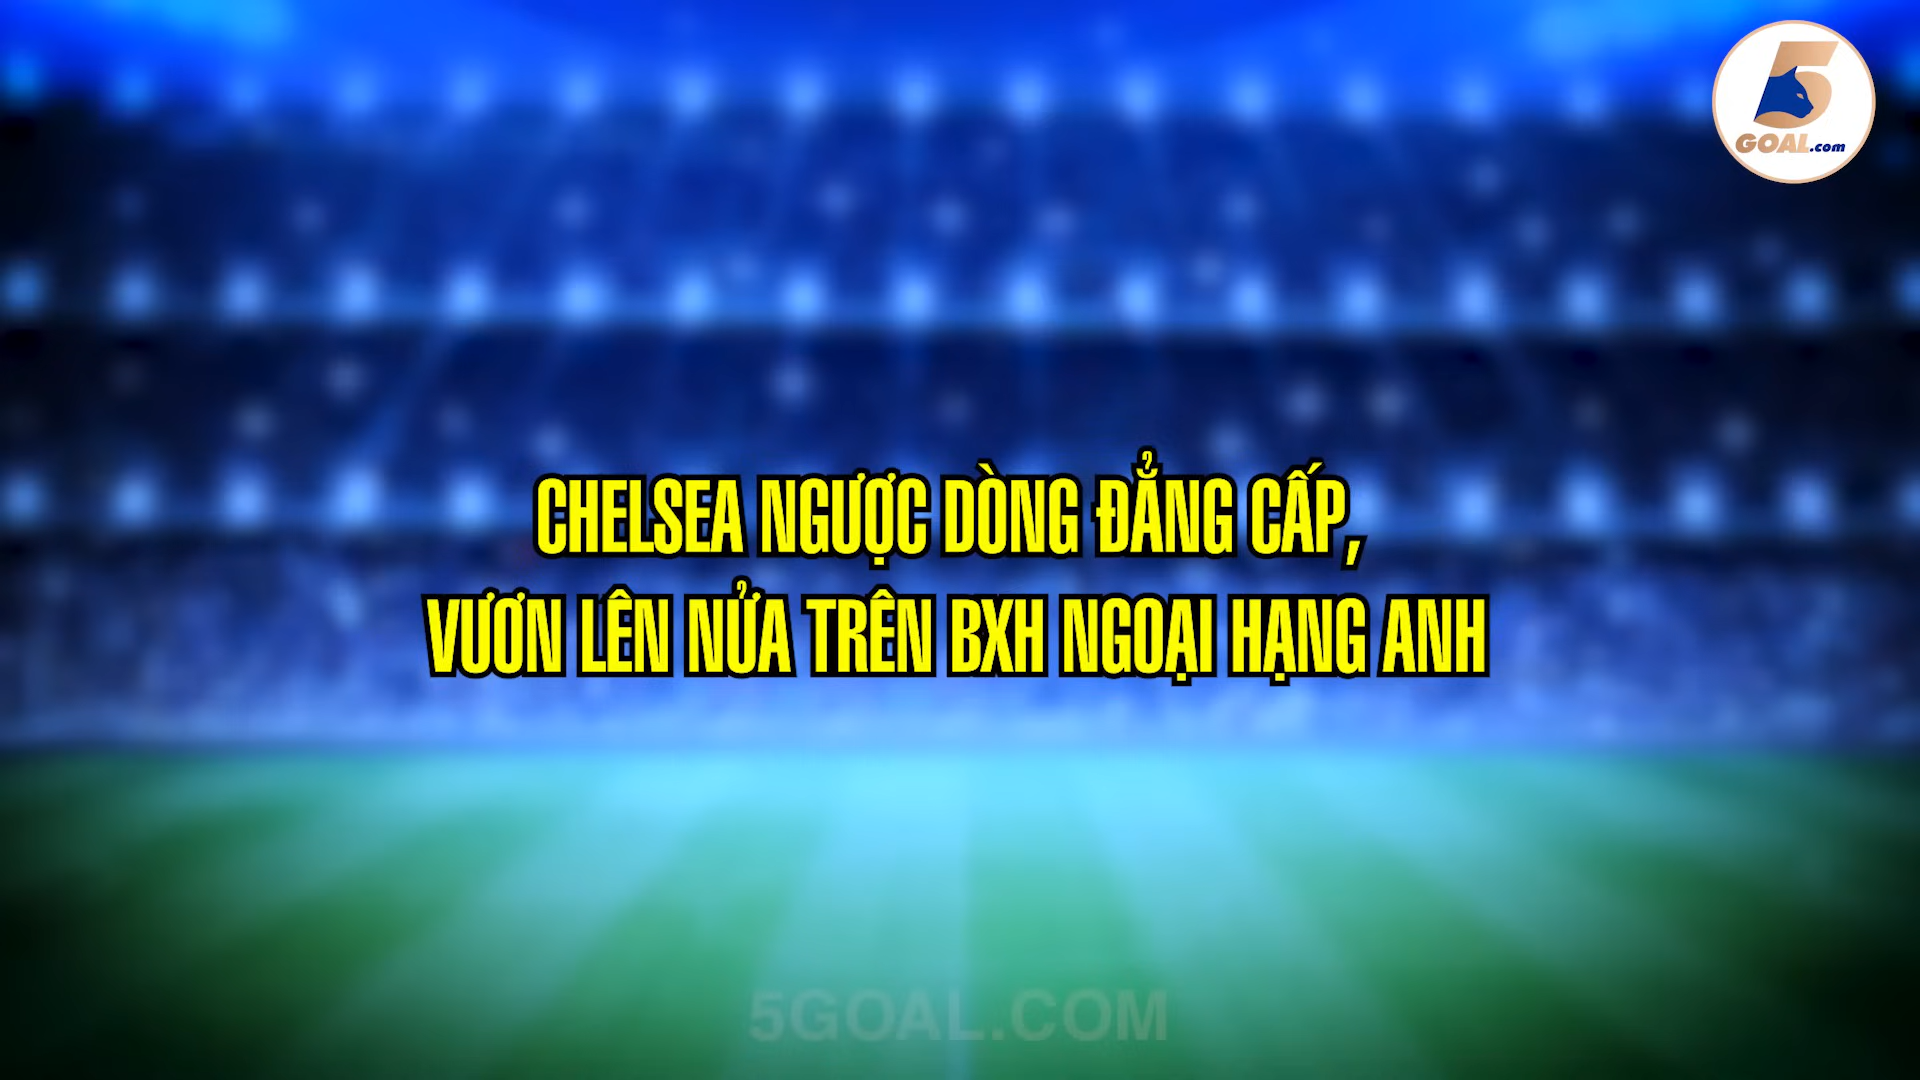 5
GOAL.com
CHELSEA NGƯỢC DÒNG ĐẲNG CẤP,
VƯƠN LÊN NỬA TRÊN BXH NGOẠI HẠNG ANH
5GOAL.COM